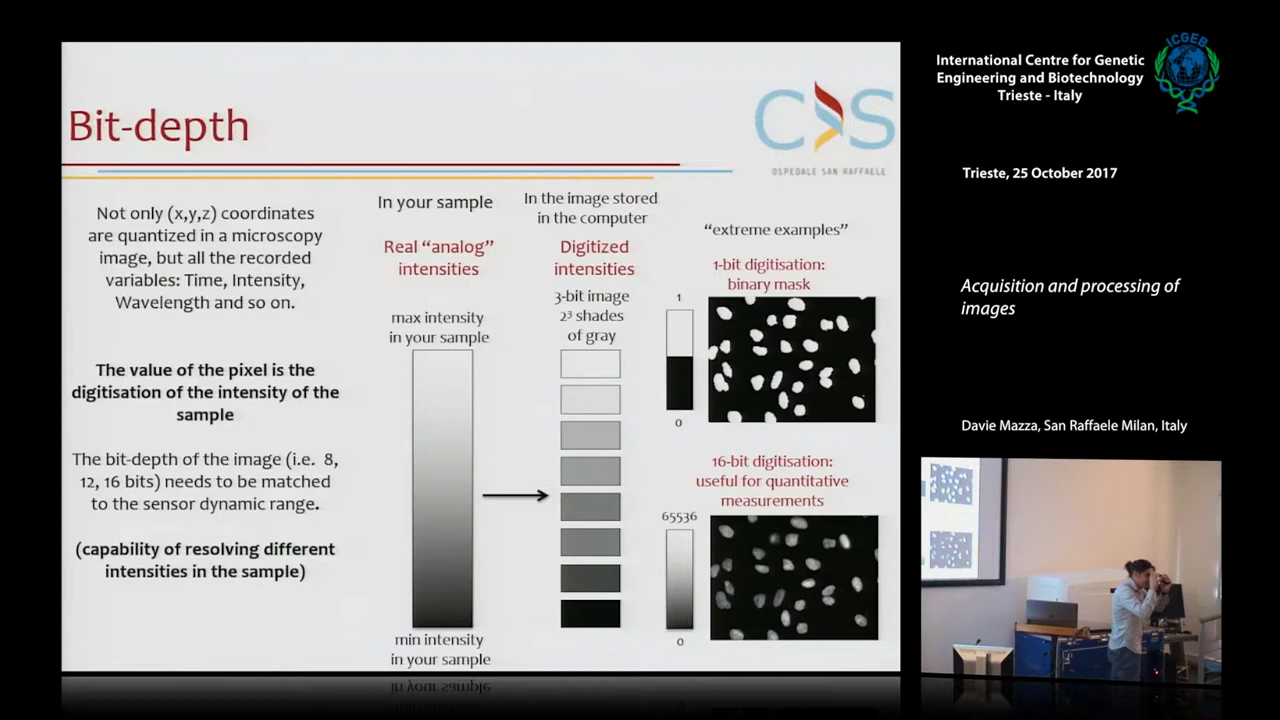 Bit-depth
OSPEDALE SAN RAFFAELE
Not only (x,y,z) coordinates
are quantized in a microscopy
image, but all the recorded
variables: Time, Intensity,
Wavelength and so on.
The value of the pixel is the
digitisation of the intensity of the
sample
The bit-depth of the image (i.e. 8,
12, 16 bits) needs to be matched
to the sensor dynamic range.
(capability of resolving different
intensities in the sample)
In your sample
Real “analog”
intensities
max intensity
in your sample
min intensity
in your sample
In the image stored
in the computer
Digitized
intensities
3-bit image
2³ shades
of gray
“extreme examples”
1-bit digitisation:
binary mask
1
0
16-bit digitisation:
useful for quantitative
measurements
65536
0
International Centre for Genetic
Engineering and Biotechnology
Trieste - Italy
ICGEB
Trieste, 25 October 2017
Acquisition and processing of
images
Davie Mazza, San Raffaele Milan, Italy